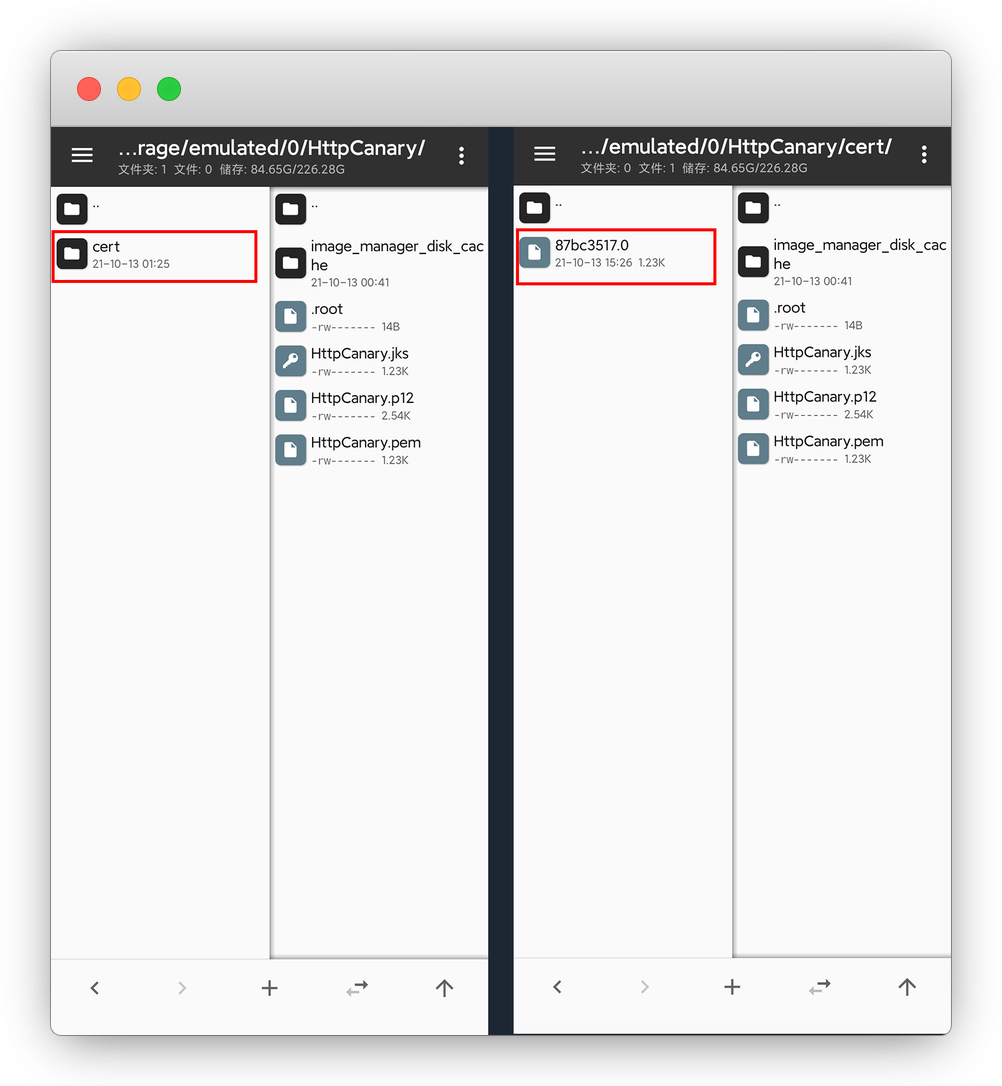 ...rage/emulated/0/HttpCanary/
文件夹: 1 文件: 0 储存: 84.65G/226.28G
..
cert
21-10-13 01:25
..
image_manager_disk_cac
he
21-10-13 00:41
.root
-rw------- 14B
HttpCanary.jks
-rw------- 1.23K
HttpCanary.p12
-rw------- 2.54K
HttpCanary.pem
-rw------- 1.23K
.../emulated/0/HttpCanary/cert/
文件夹: 0 文件: 1 储存: 84.65G/226.28G
..
87bc3517.0
21-10-13 15:26 1.23K
..
image_manager_disk_cac
he
21-10-13 00:41
.root
-rw------- 14B
HttpCanary.jks
-rw------- 1.23K
HttpCanary.p12
-rw------- 2.54K
HttpCanary.pem
-rw------- 1.23K